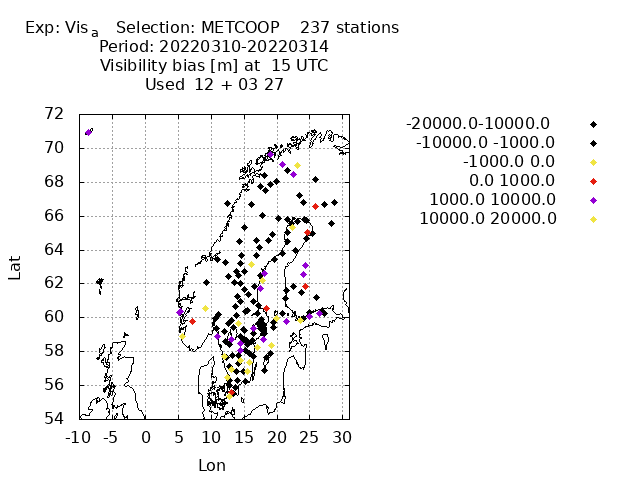 Exp: Vis a Selection: METCOOP 237 stations
Period: 20220310-20220314
Visibility bias [m] at 15 UTC
Used 12 + 03 27
-20000.0-10000.0
-10000.0 -1000.0
-1000.0 0.0
0.0 1000.0
1000.0 10000.0
10000.0 20000.0
72
70
68
66
64
62
60
58
56
54
Lat
-10 -5 0 5 10 15 20 25 30
Lon